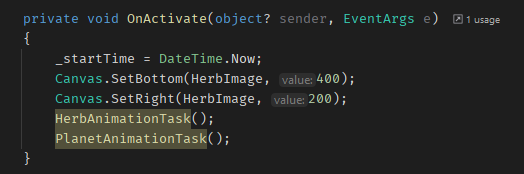 private void OnActivate(object? sender, EventArgs e) 1 usage
{
_startTime = DateTime.Now;
Canvas.SetBottom(HerbImage, value:400);
Canvas.SetRight(HerbImage, value:200);
HerbAnimationTask();
PlanetAnimationTask();
}